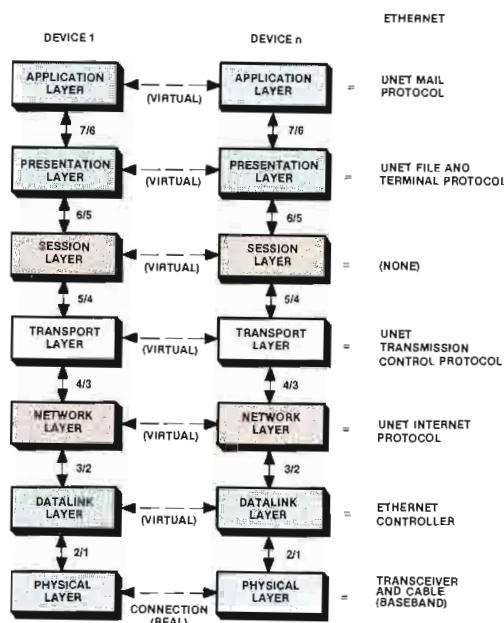 ETHERNET
DEVICE 1
DEVICE n
APPLICATION
LAYER
(VIRTUAL)
APPLICATION
LAYER
=
UNET MAIL
PROTOCOL
7/6
7/6
PRESENTATION
LAYER
(VIRTUAL)
PRESENTATION
LAYER
=
UNET FILE AND
TERMINAL PROTOCOL
6/5
6/5
SESSION
LAYER
(VIRTUAL)
SESSION
LAYER
=
(NONE)
5/4
5/4
TRANSPORT
LAYER
(VIRTUAL)
TRANSPORT
LAYER
=
UNET
TRANSMISSION
CONTROL PROTOCOL
4/3
4/3
NETWORK
LAYER
(VIRTUAL)
NETWORK
LAYER
=
UNET INTERNET
PROTOCOL
3/2
3/2
DATALINK
LAYER
(VIRTUAL)
DATALINK
LAYER
=
ETHERNET
CONTROLLER
2/1
2/1
PHYSICAL
LAYER
CONNECTION
(REAL)
PHYSICAL
LAYER
=
TRANSCEIVER
AND CABLE
(BASEBAND)